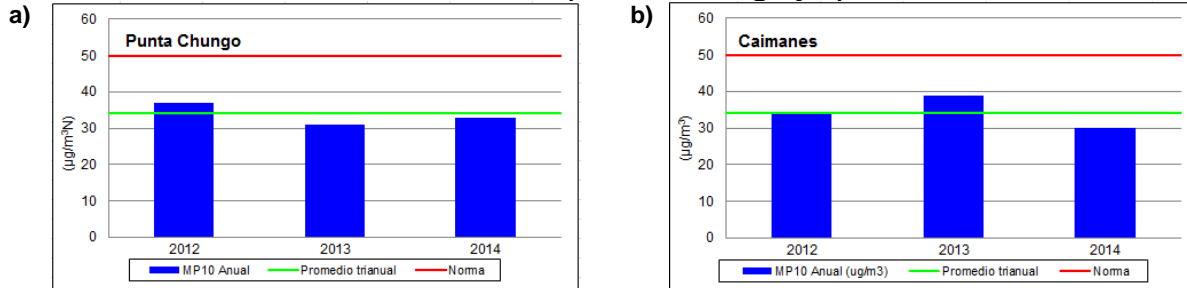 a)
60
50
40
30
20
10
0
(µg/m³N)
Punta Chungo
2012 2013 2014
MP10 Anual Promedio trianual Norma
b)
60
50
40
30
20
10
0
(µg/m³)
Caimanes
2012 2013 2014
MP10 Anual (ug/m3) Promedio trianual Norma